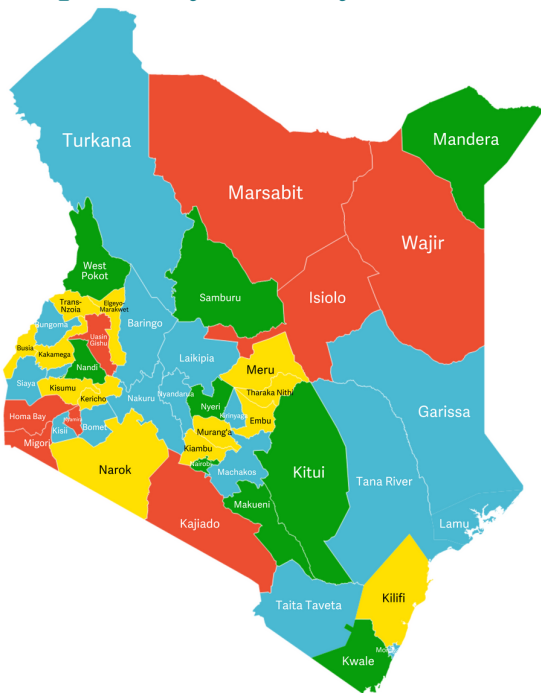 Turkana
Mandera
Marsabit
Wajir
West
Pokot
Samburu
Isiolo
Trans-
Nzoia
Elgeyo-
Marakwet
Bungoma
Baringo
Uasin
Gishu
Busia
Kakamega
Laikipia
Nandi
Meru
Siaya
Kisumu
Kericho
Nakuru
Nyandarua
Tharaka Nithi
Nyeri
Kirinyaga
Embu
Garissa
Homa Bay
Kisii
Bomet
Murang'a
Migori
Kiambu
Nairobi
Narok
Machakos
Kitui
Tana River
Makueni
Kajiado
Lamu
Taita Taveta
Kilifi
Kwale